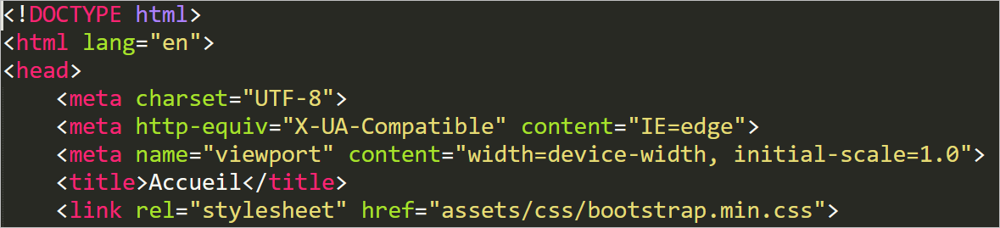 <!DOCTYPE html>
<html lang="en">
<head>
    <meta charset="UTF-8">
    <meta http-equiv="X-UA-Compatible" content="IE=edge">
    <meta name="viewport" content="width=device-width, initial-scale=1.0">
    <title>Accueil</title>
    <link rel="stylesheet" href="assets/css/bootstrap.min.css">